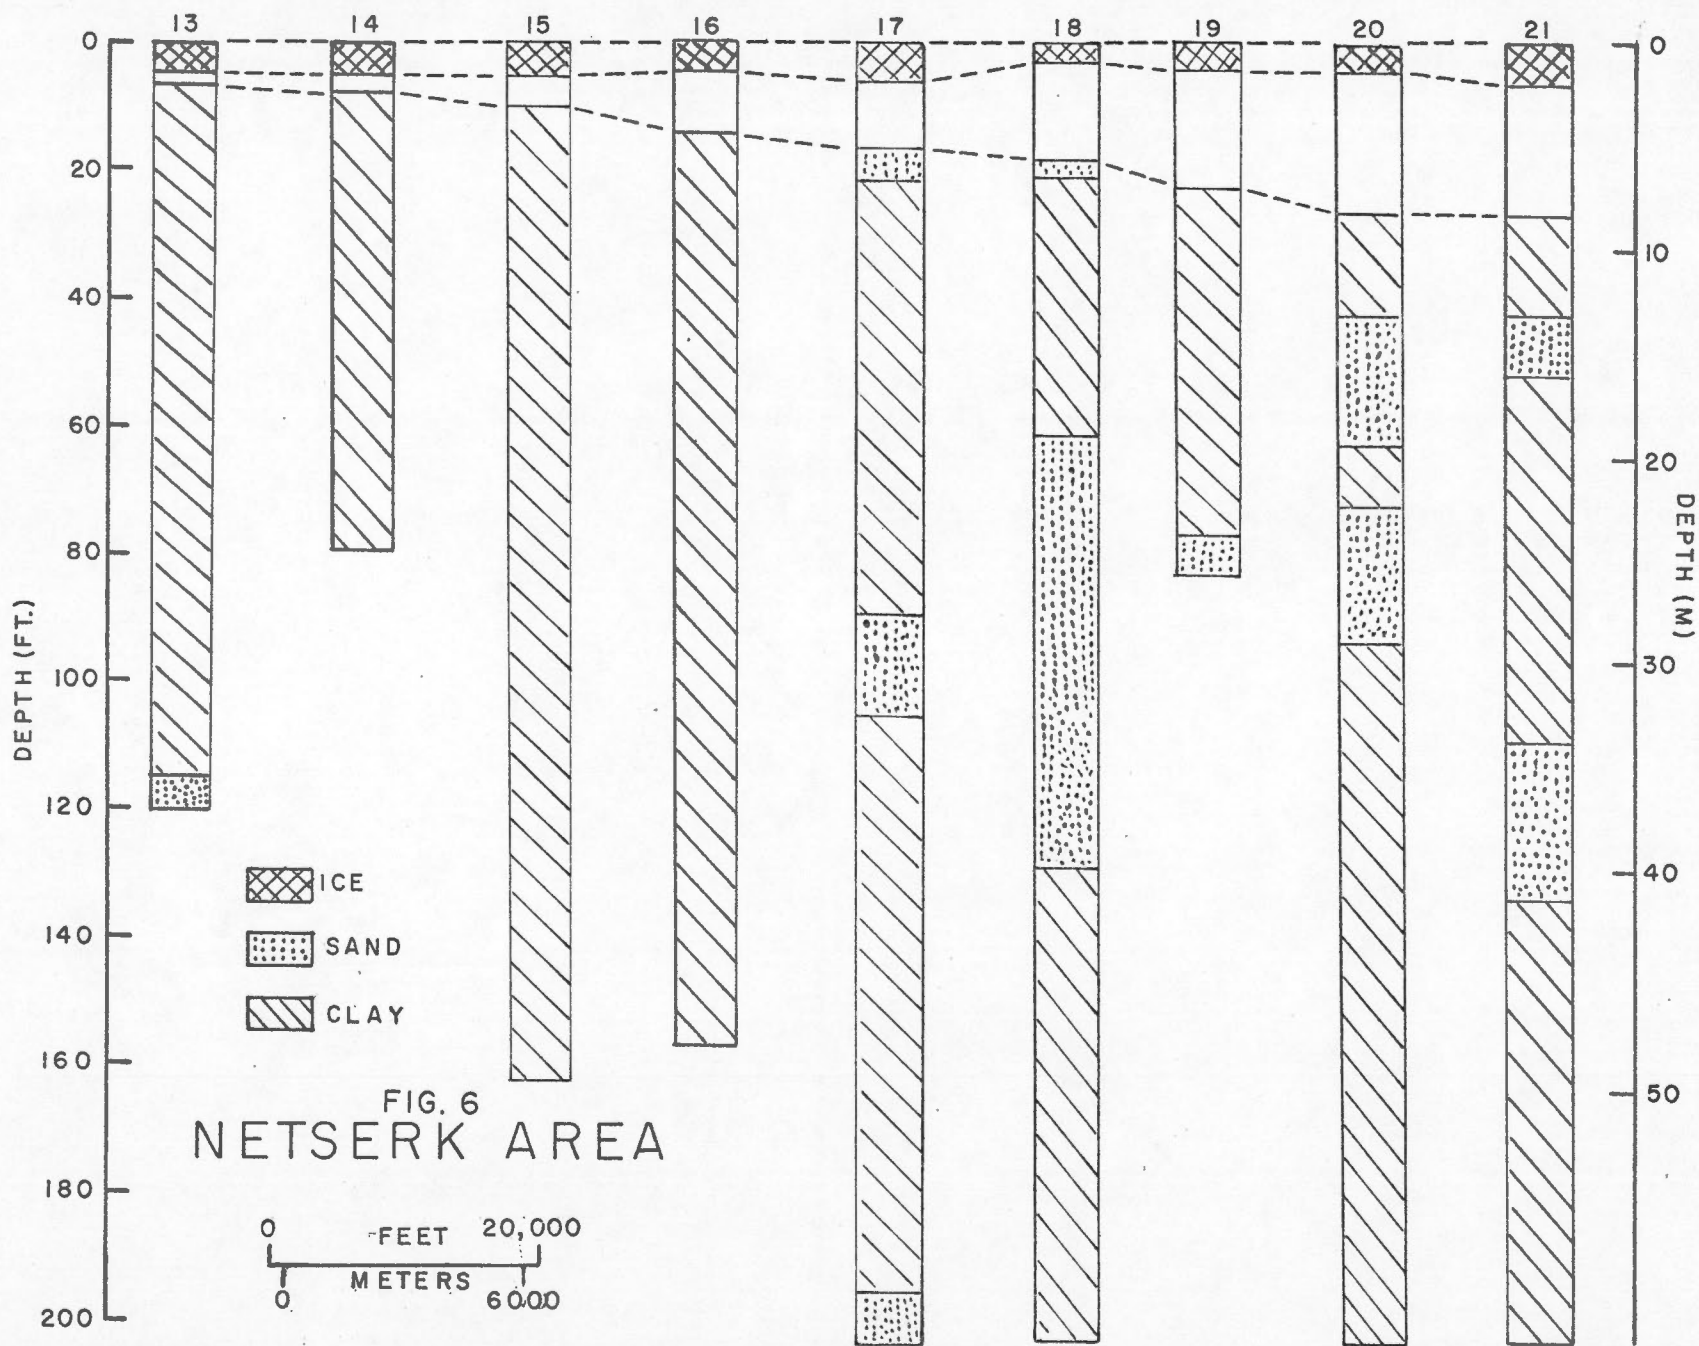 13 14 15 16 17 18 19 20 21
0
20
40
60
80
100
120
140
160
180
200
DEPTH (FT.)
0
10
20
30
40
50
DEPTH (M)
ICE
SAND
CLAY
FIG. 6
NETSERK AREA
0 FEET 20,000
METERS
0 6000